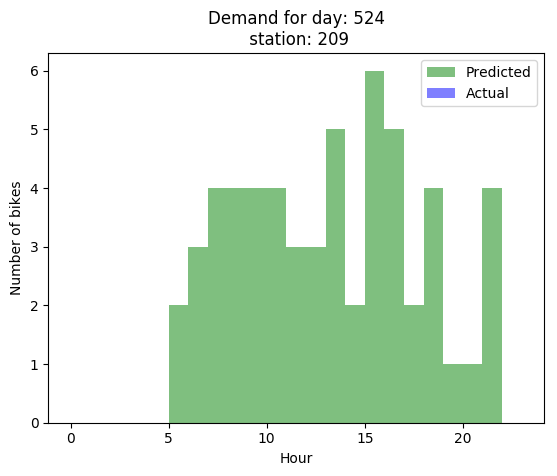 Demand for day: 524
station: 209
Predicted
Actual
Number of bikes
6
5
4
3
2
1
0
0 5 10 15 20
Hour